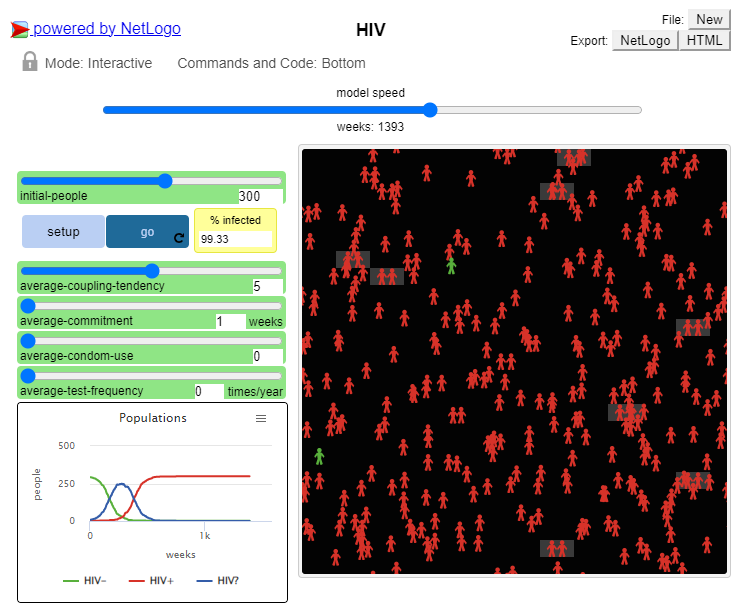 powered by NetLogo
HIV
File: New
Export: NetLogo HTML
Mode: Interactive
Commands and Code: Bottom
model speed
weeks: 1393
initial-people 300
setup
go
% infected
99.33
average-coupling-tendency 5
average-commitment 1 weeks
average-condom-use 0
average-test-frequency 0 times/year
Populations
people
500
250
0
0
1k
weeks
HIV−
HIV+
HIV?